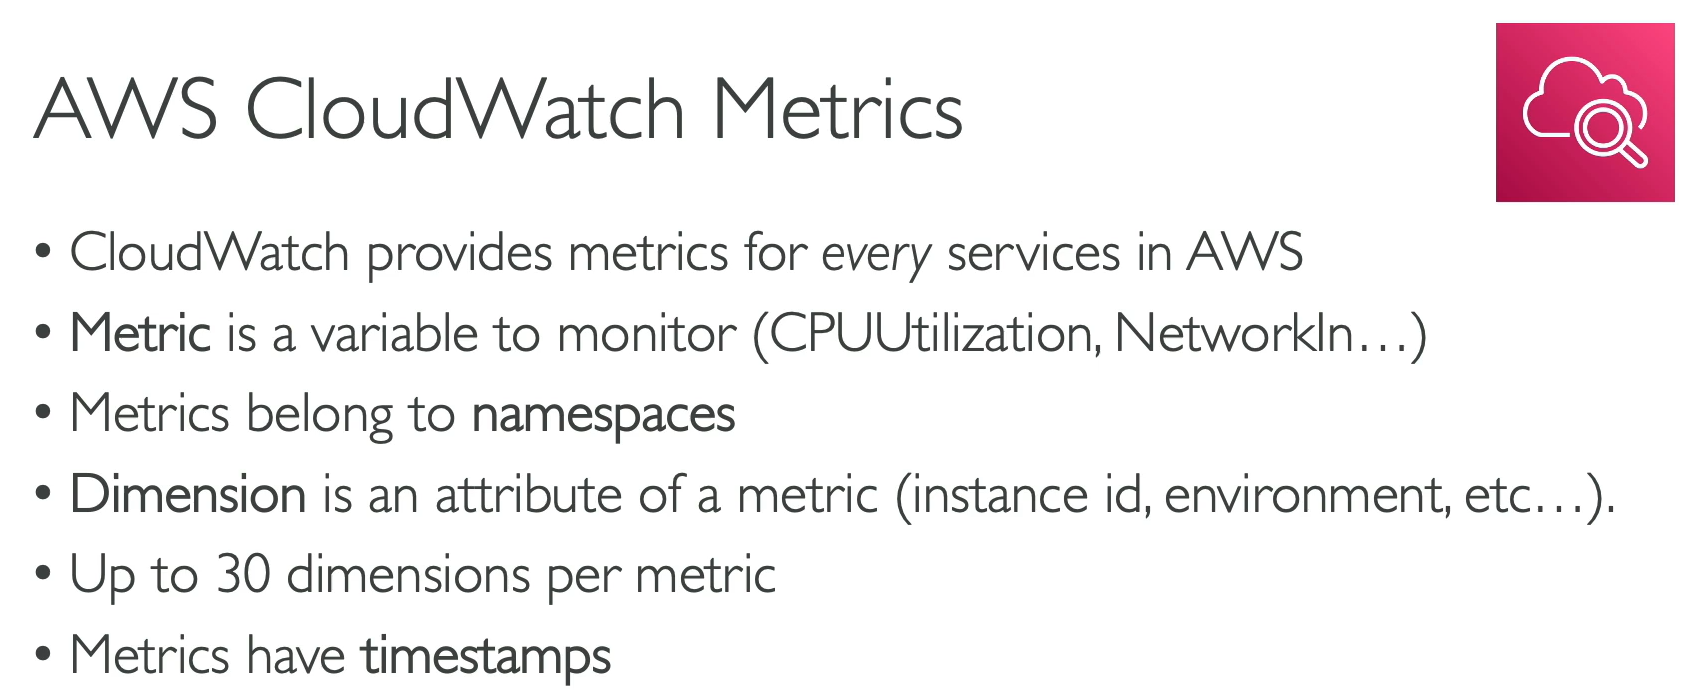 AWS CloudWatch Metrics
• CloudWatch provides metrics for every services in AWS
• Metric is a variable to monitor (CPUUtilization, NetworkIn…)
• Metrics belong to namespaces
• Dimension is an attribute of a metric (instance id, environment, etc…).
• Up to 30 dimensions per metric
• Metrics have timestamps